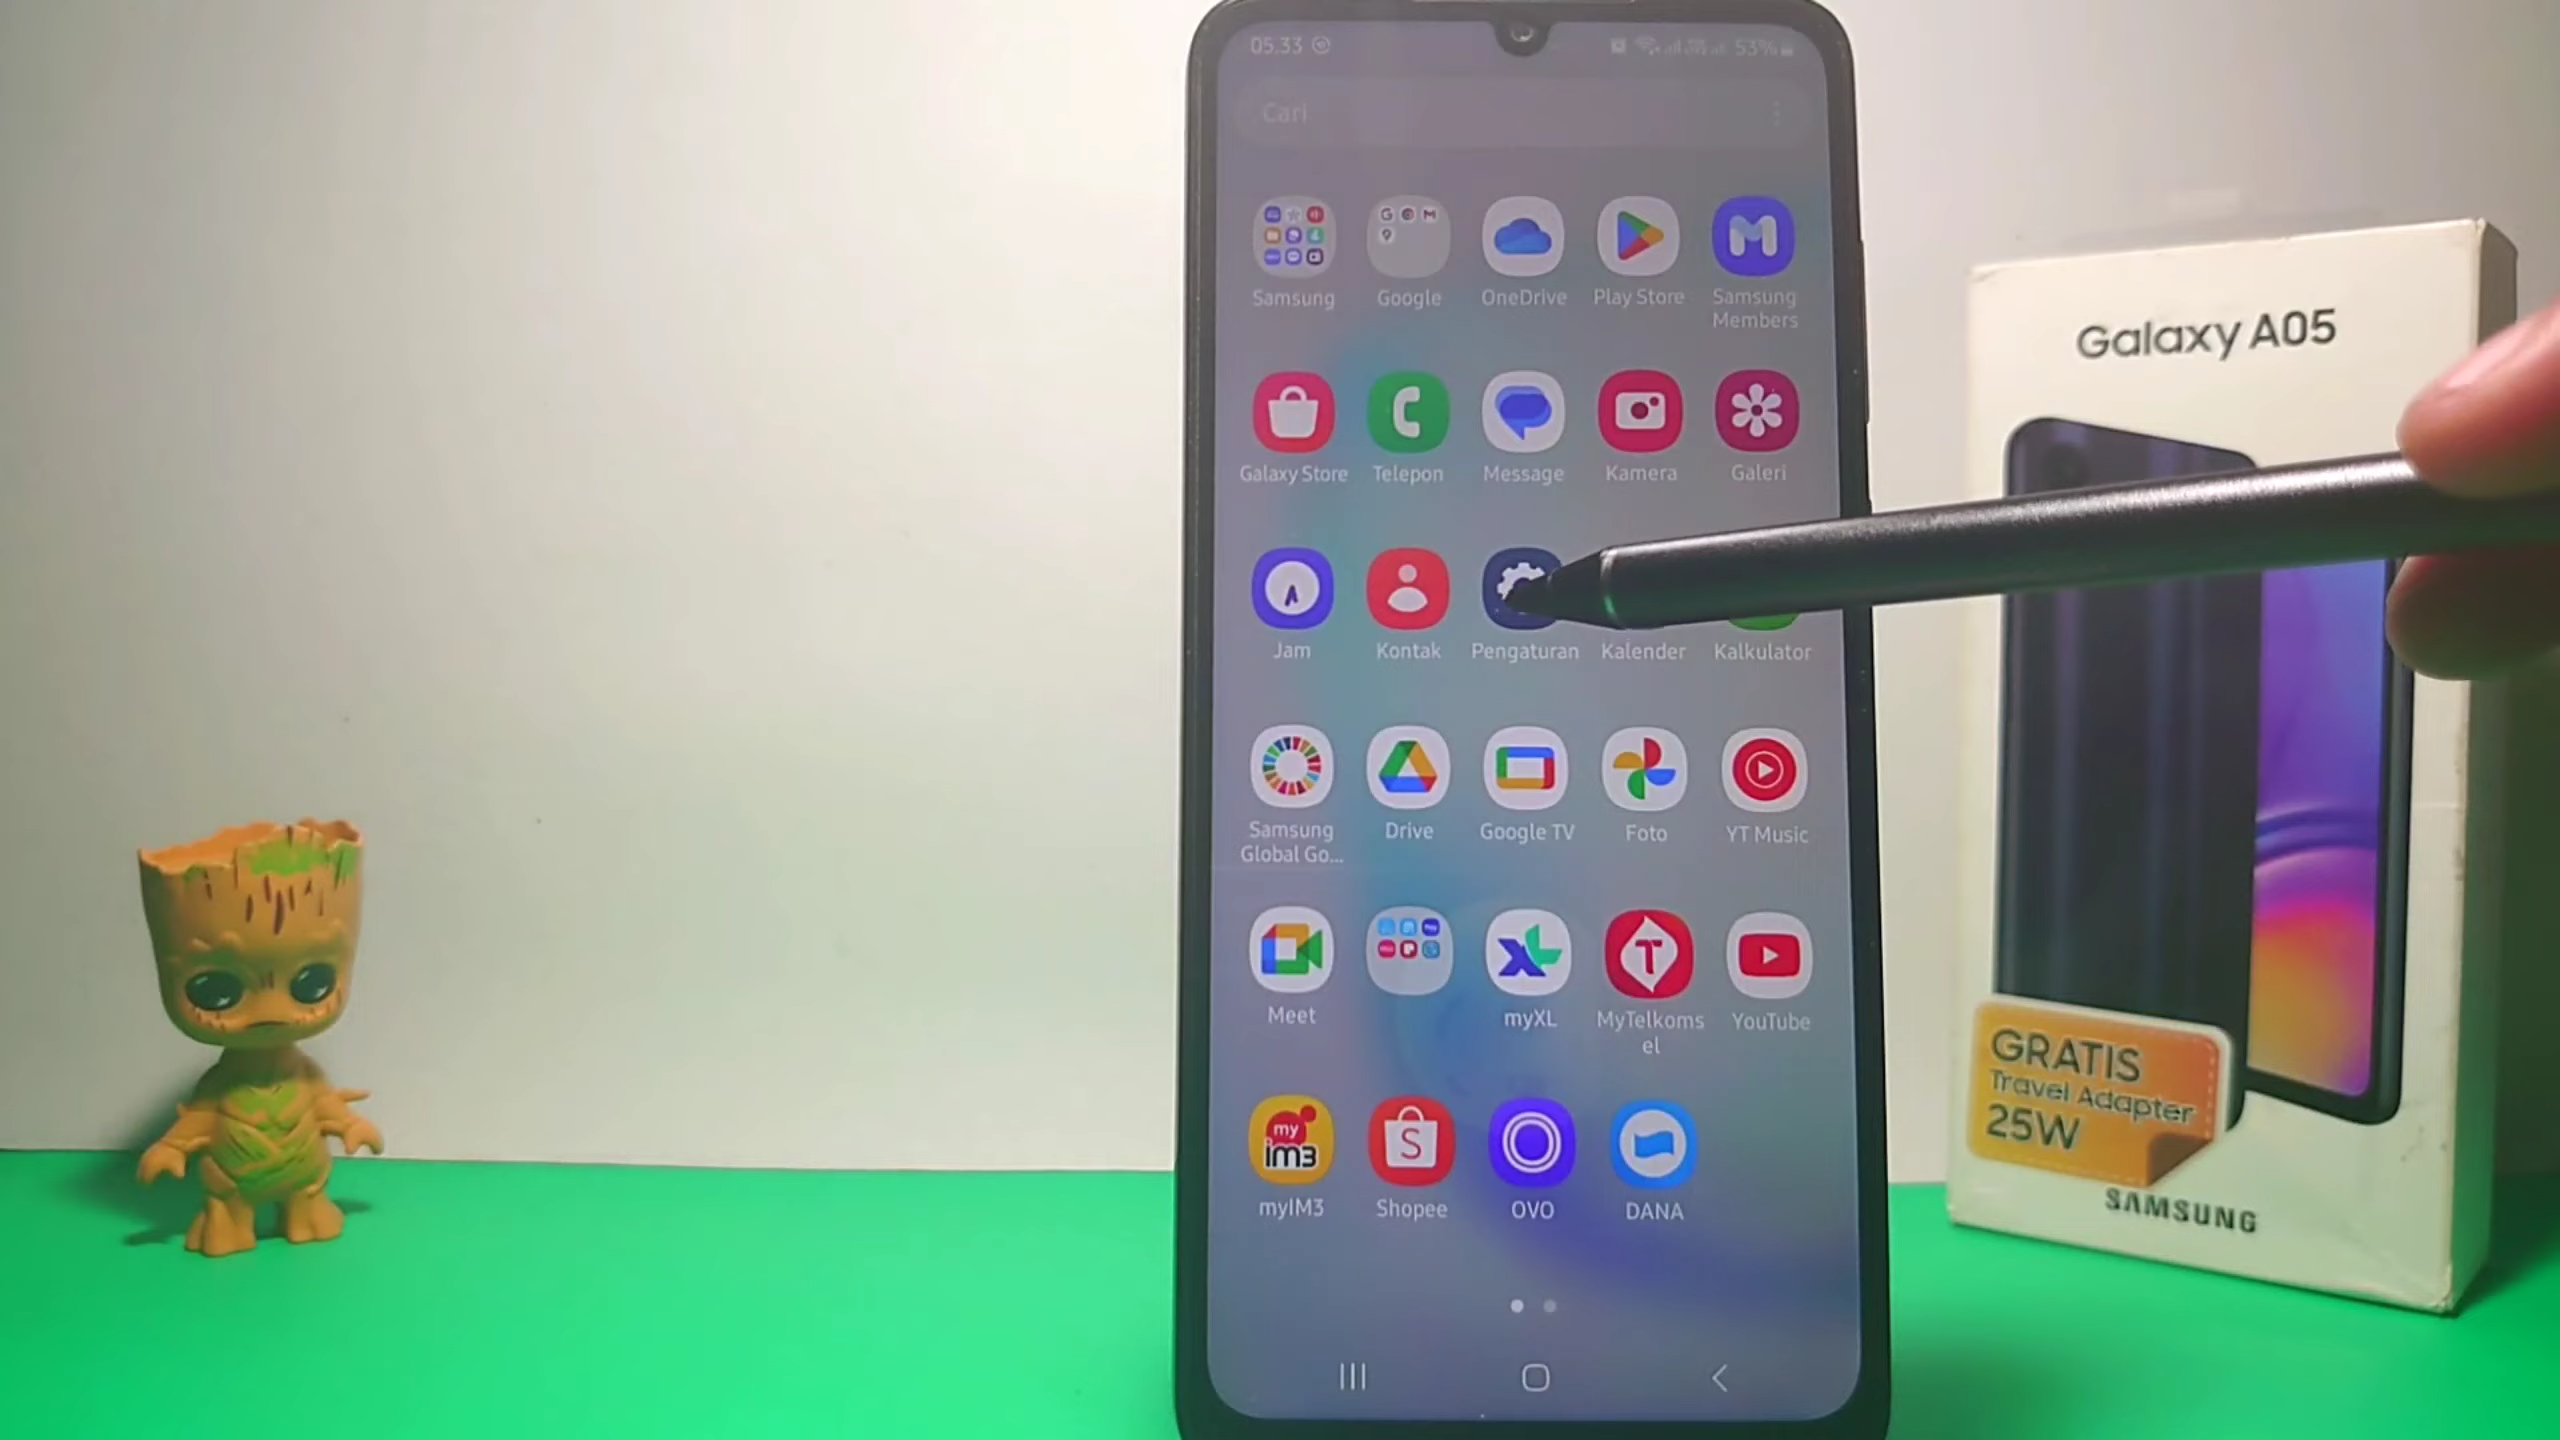 05.33
53%
Cari
Samsung
Google
OneDrive
Play Store
Samsung
Members
Galaxy Store
Telepon
Message
Kamera
Galeri
Jam
Kontak
Pengaturan
Kalender
Kalkulator
Samsung
Global Go...
Drive
Google TV
Foto
YT Music
Meet
myXL
MyTelkoms
el
YouTube
my
im3
myIM3
Shopee
OVO
DANA
Galaxy A05
GRATIS
Travel Adapter
25W
SAMSUNG